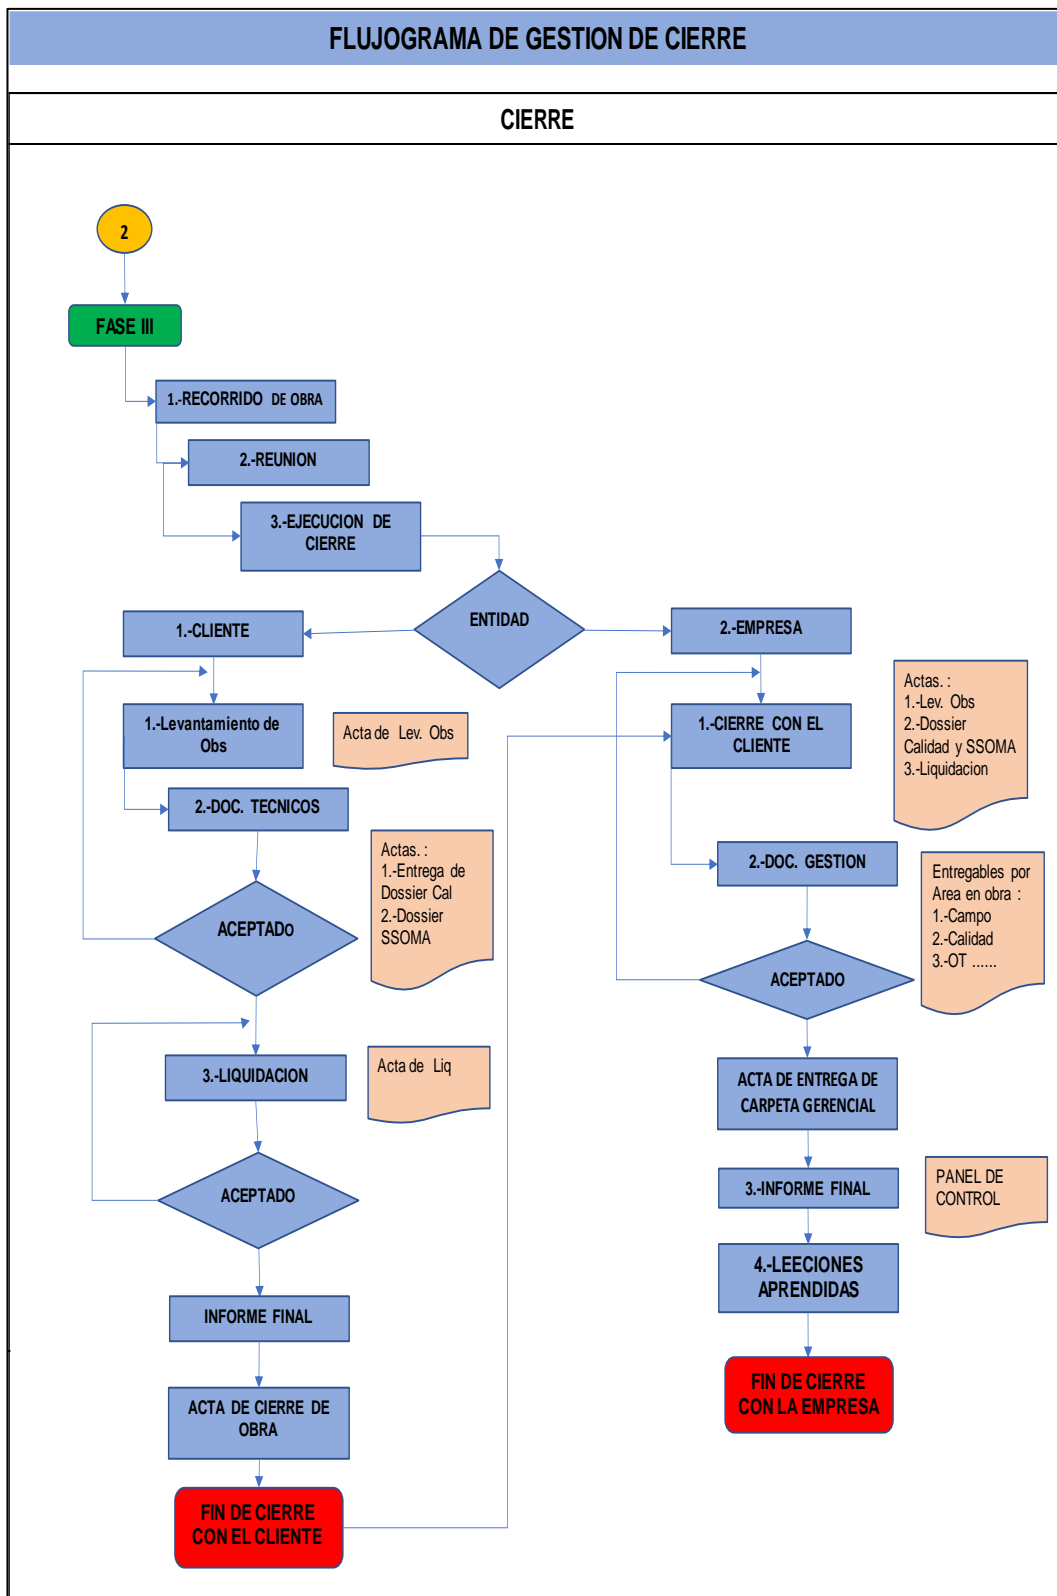 FLUJOGRAMA DE GESTION DE CIERRE
CIERRE
2
FASE III
1.-RECORRIDO DE OBRA
2.-REUNION
3.-EJECUCION DE
CIERRE
ENTIDAD
1.-CLIENTE
2.-EMPRESA
1.-Levantamiento de
Obs
Acta de Lev. Obs
2.-DOC. TECNICOS
Actas. :
1.-Entrega de
Dossier Cal
2.-Dossier
SSOMA
ACEPTADO
3.-LIQUIDACION
Acta de Liq
ACEPTADO
INFORME FINAL
ACTA DE CIERRE DE
OBRA
FIN DE CIERRE
CON EL CLIENTE
1.-CIERRE CON EL
CLIENTE
Actas. :
1.-Lev. Obs
2.-Dossier
Calidad y SSOMA
3.-Liquidacion
2.-DOC. GESTION
Entregables por
Area en obra :
1.-Campo
2.-Calidad
3.-OT ......
ACEPTADO
ACTA DE ENTREGA DE
CARPETA GERENCIAL
3.-INFORME FINAL
PANEL DE
CONTROL
4.-LEECIONES
APRENDIDAS
FIN DE CIERRE
CON LA EMPRESA